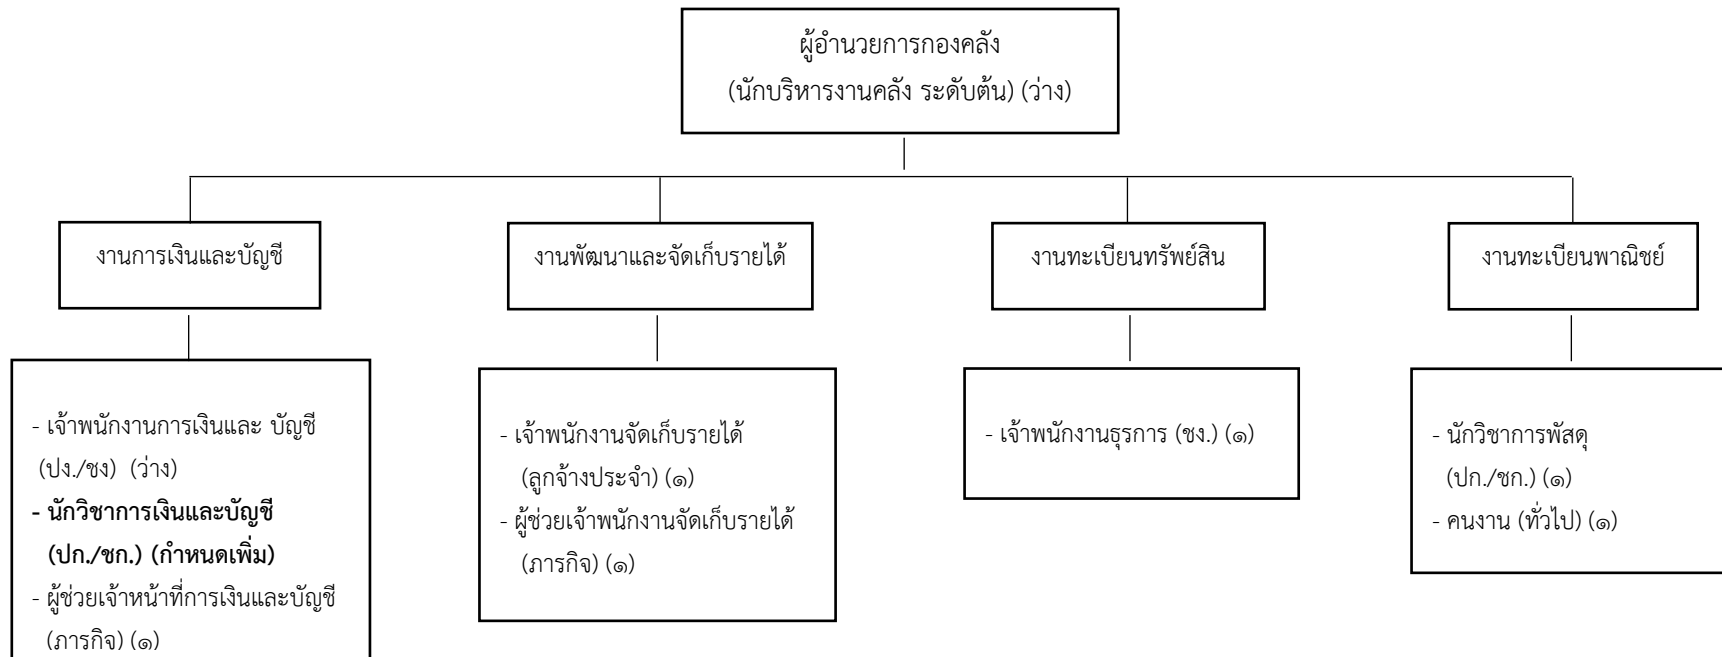 ผู้อำนวยการกองคลัง
(นักบริหารงานคลัง ระดับต้น) (ว่าง)
งานการเงินและบัญชี
งานพัฒนาและจัดเก็บรายได้
งานทะเบียนทรัพย์สิน
งานทะเบียนพาณิชย์
- เจ้าพนักงานการเงินและ บัญชี
(ปง./ชง) (ว่าง)
- นักวิชาการเงินและบัญชี
(ปก./ชก.) (กำหนดเพิ่ม)
- ผู้ช่วยเจ้าหน้าที่การเงินและบัญชี
(ภารกิจ) (๑)
- เจ้าพนักงานจัดเก็บรายได้
(ลูกจ้างประจำ) (๑)
- ผู้ช่วยเจ้าพนักงานจัดเก็บรายได้
(ภารกิจ) (๑)
- เจ้าพนักงานธุรการ (ชง.) (๑)
- นักวิชาการพัสดุ
(ปก./ชก.) (๑)
- คนงาน (ทั่วไป) (๑)